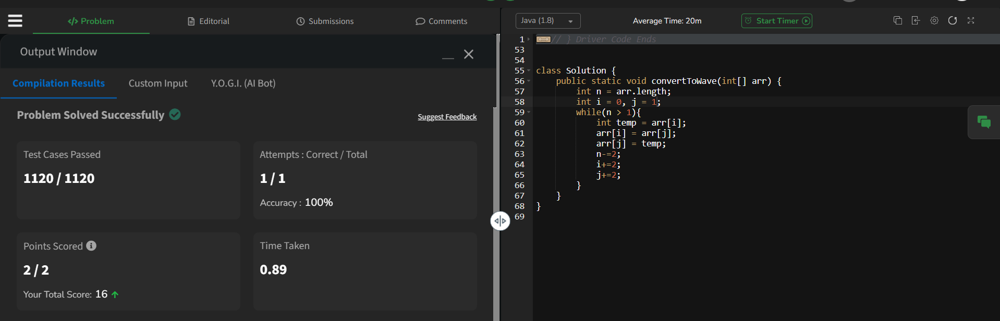 </> Problem
Editorial
Submissions
Comments
Output Window
Compilation Results
Custom Input
Y.O.G.I. (AI Bot)
Problem Solved Successfully
Suggest Feedback
Test Cases Passed
1120 / 1120
Attempts : Correct / Total
1 / 1
Accuracy : 100%
Points Scored
2 / 2
Your Total Score: 16
Time Taken
0.89
Java (1.8)
Average Time: 20m
Start Timer
1 // } Driver Code Ends
53
54
55 class Solution {
56     public static void convertToWave(int[] arr) {
57         int n = arr.length;
58         int i = 0, j = 1;
59         while(n > 1){
60             int temp = arr[i];
61             arr[i] = arr[j];
62             arr[j] = temp;
63             n-=2;
64             i+=2;
65             j+=2;
66         }
67     }
68 }
69